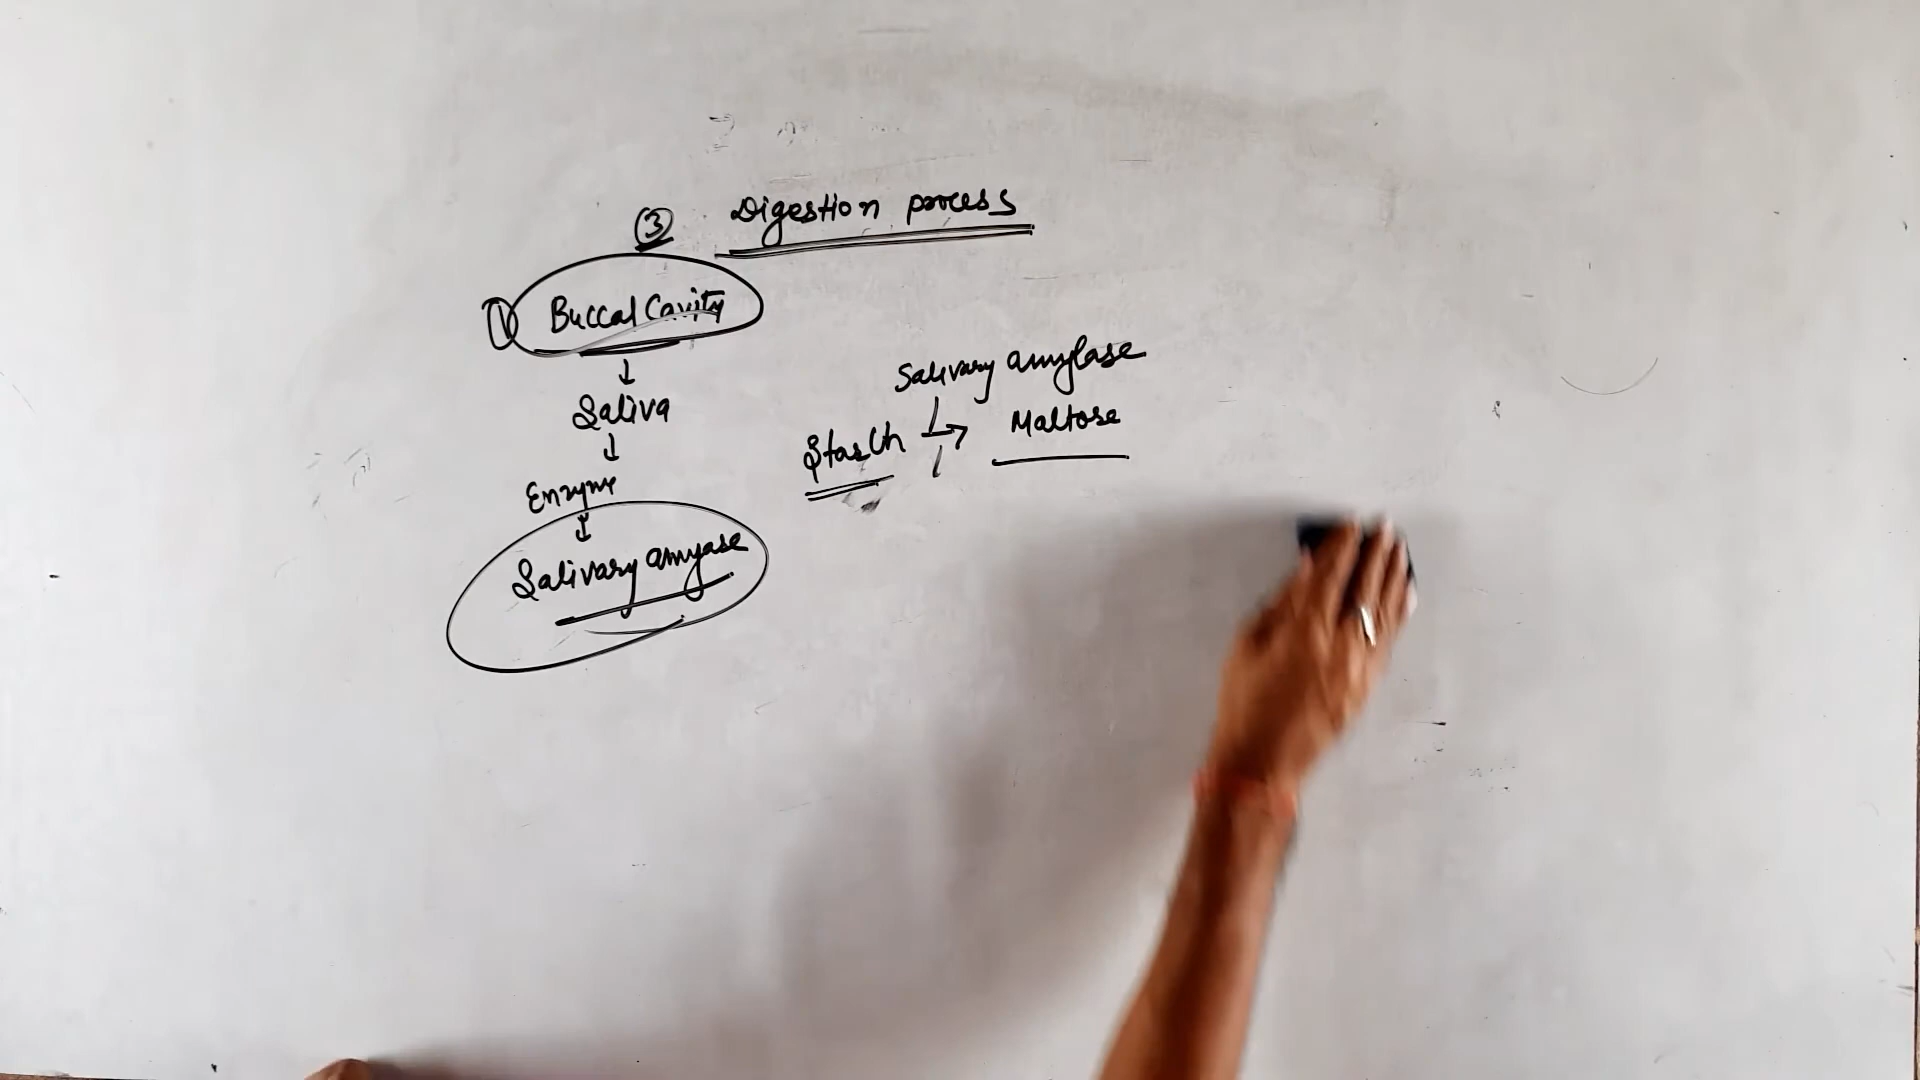 ③ Digestion process
① Buccal Cavity
↓
Saliva
↓
Enzyme
↓
Salivary amyase
Salivary amylase
Starch → Maltose